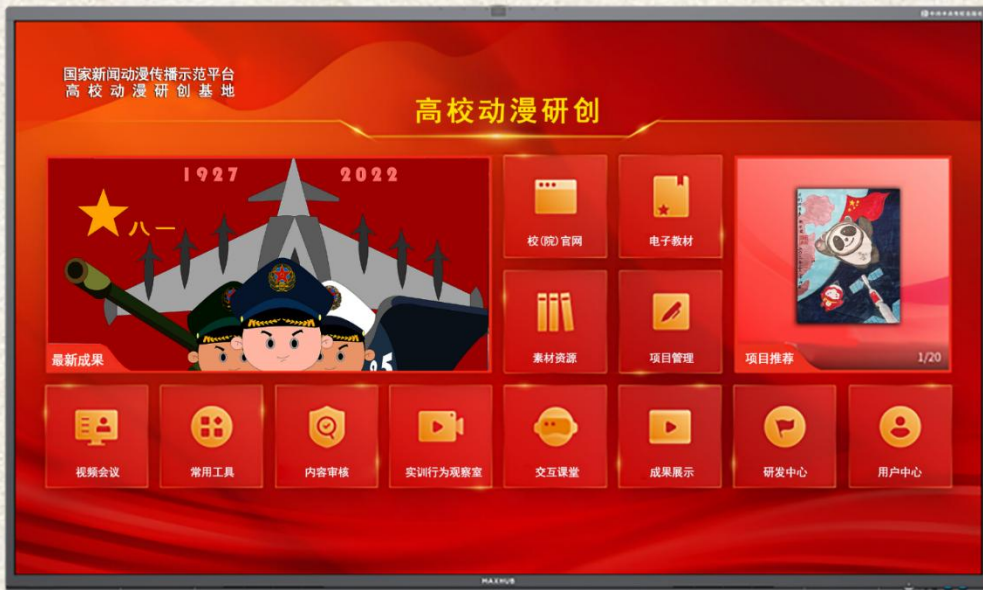 国家新闻动漫传播示范平台
高校动漫研创基地
高校动漫研创
1927 2022
八一
最新成果
校(院)官网
电子教材
素材资源
项目管理
项目推荐
1/20
视频会议
常用工具
内容审核
实训行为观察室
交互课堂
成果展示
研发中心
用户中心
MAXHUB